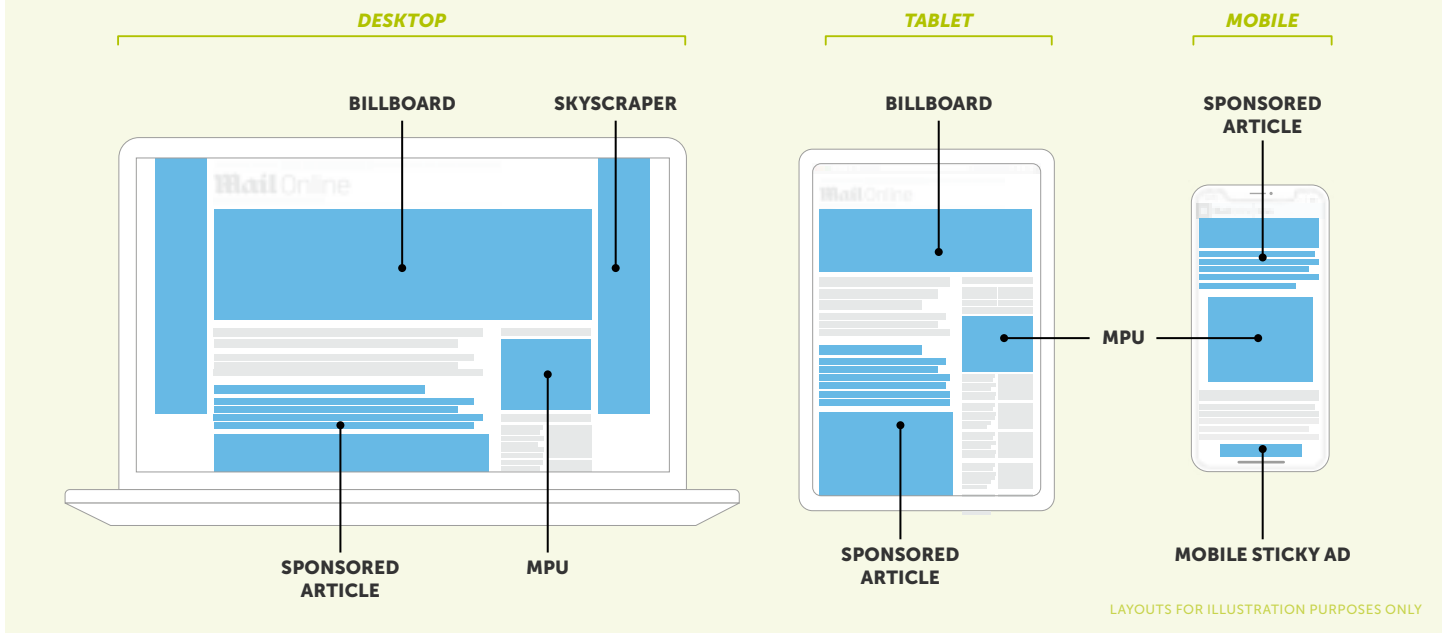 DESKTOP
TABLET
MOBILE
BILLBOARD
SKYSCRAPER
BILLBOARD
SPONSORED
ARTICLE
Mail Online
Mail Online
MPU
SPONSORED
ARTICLE
MPU
SPONSORED
ARTICLE
MOBILE STICKY AD
LAYOUTS FOR ILLUSTRATION PURPOSES ONLY